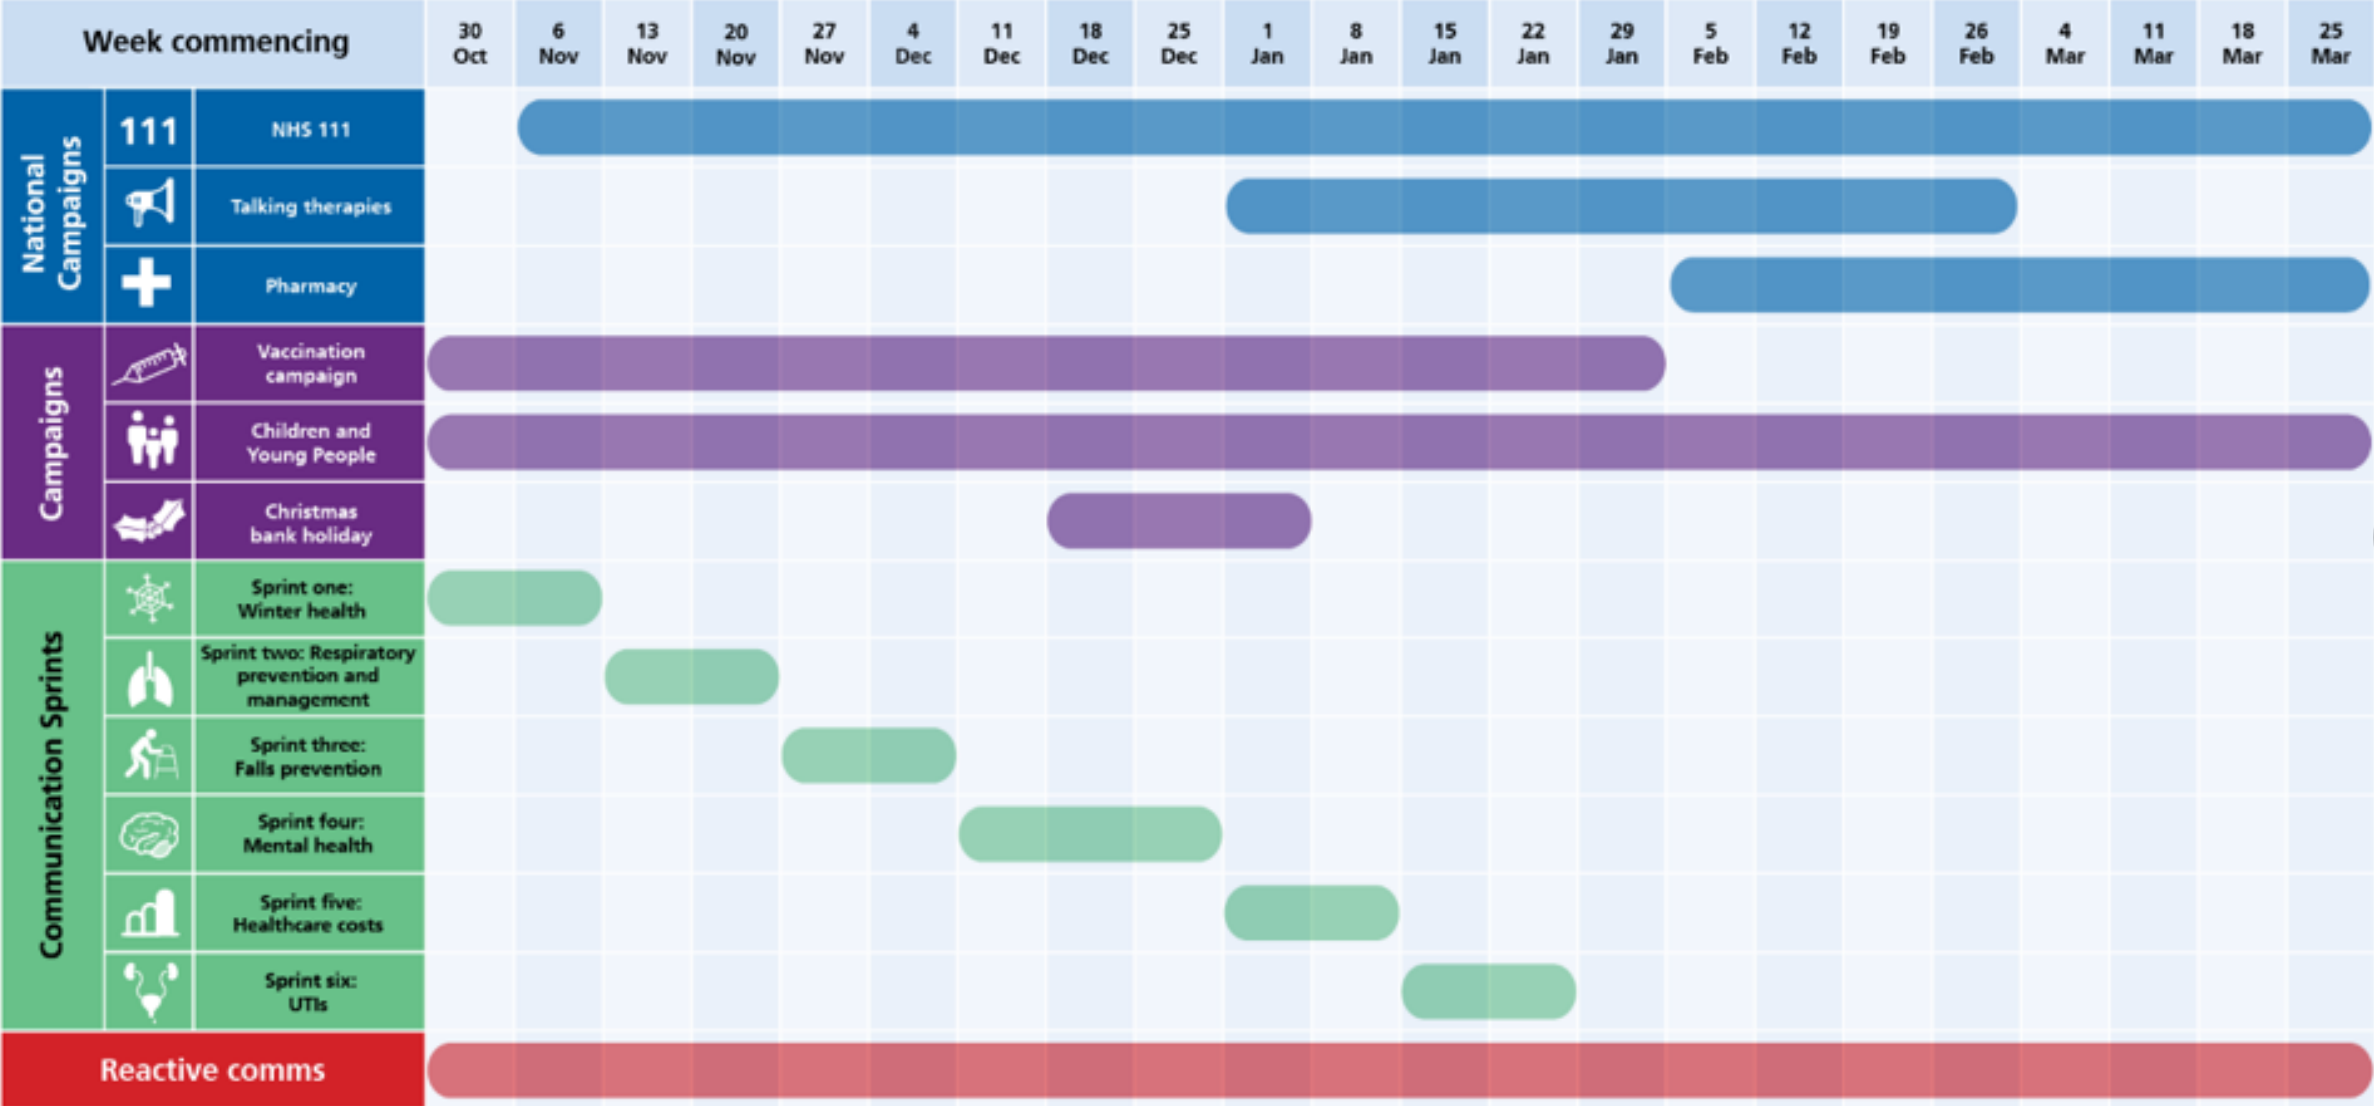 Week commencing
30 Oct
6 Nov
13 Nov
20 Nov
27 Nov
4 Dec
11 Dec
18 Dec
25 Dec
1 Jan
8 Jan
15 Jan
22 Jan
29 Jan
5 Feb
12 Feb
19 Feb
26 Feb
4 Mar
11 Mar
18 Mar
25 Mar
National
Campaigns
111
NHS 111
Talking therapies
Pharmacy
Campaigns
Vaccination
campaign
Children and
Young People
Christmas
bank holiday
Communication Sprints
Sprint one:
Winter health
Sprint two: Respiratory
prevention and
management
Sprint three:
Falls prevention
Sprint four:
Mental health
Sprint five:
Healthcare costs
Sprint six:
UTIs
Reactive comms